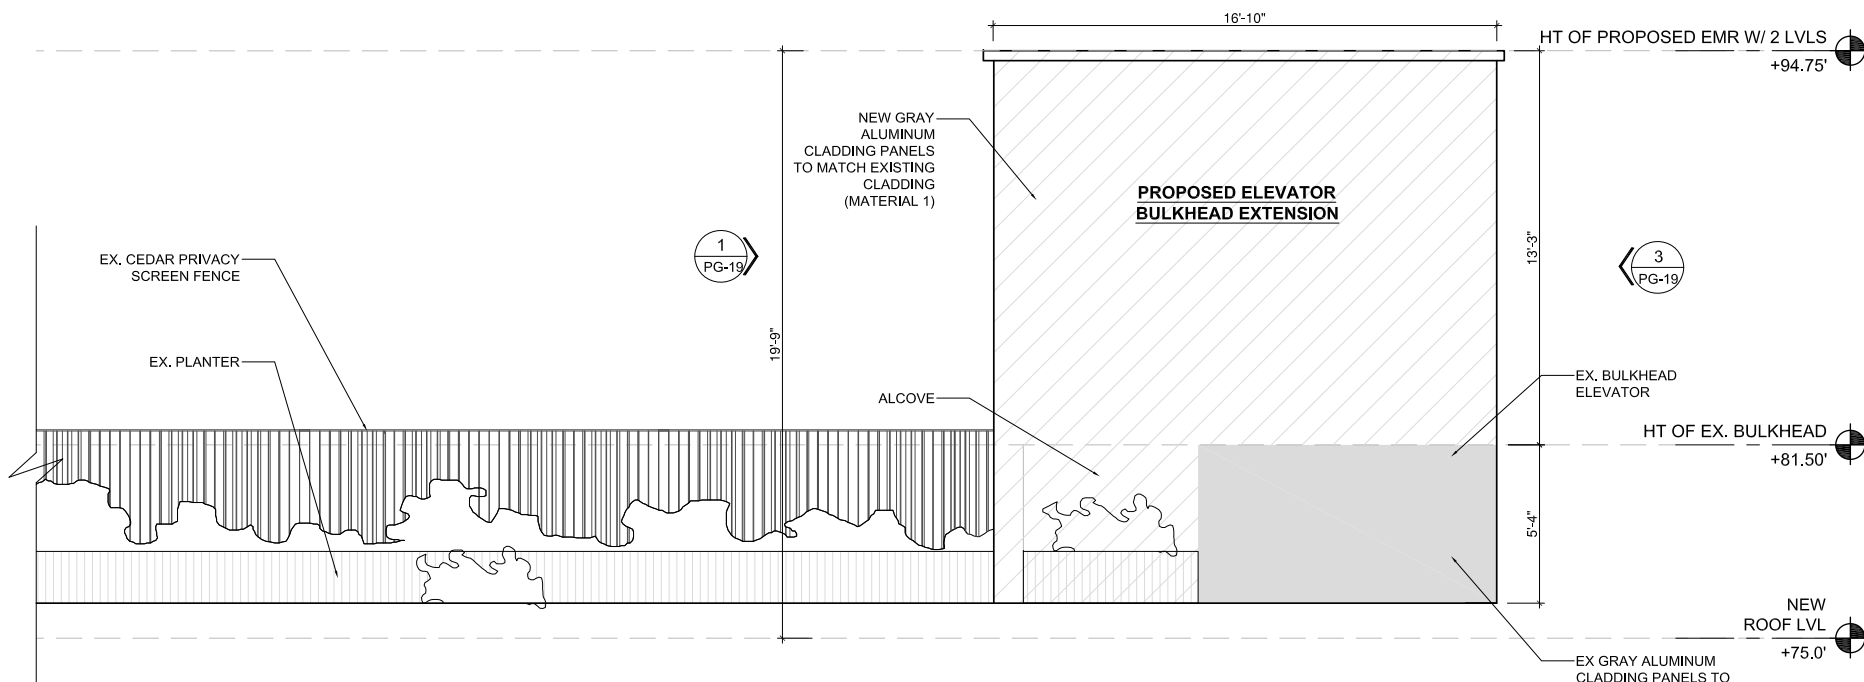 16'-10"
HT OF PROPOSED EMR W/ 2 LVLS
+94.75'
NEW GRAY
ALUMINUM
CLADDING PANELS
TO MATCH EXISTING
CLADDING
(MATERIAL 1)
PROPOSED ELEVATOR
BULKHEAD EXTENSION
1
PG-19
EX. CEDAR PRIVACY
SCREEN FENCE
13'-3"
3
PG-19
19'-9"
EX. PLANTER
ALCOVE
EX. BULKHEAD
ELEVATOR
HT OF EX. BULKHEAD
+81.50'
5'-4"
NEW
ROOF LVL
+75.0'
EX GRAY ALUMINUM
CLADDING PANELS TO